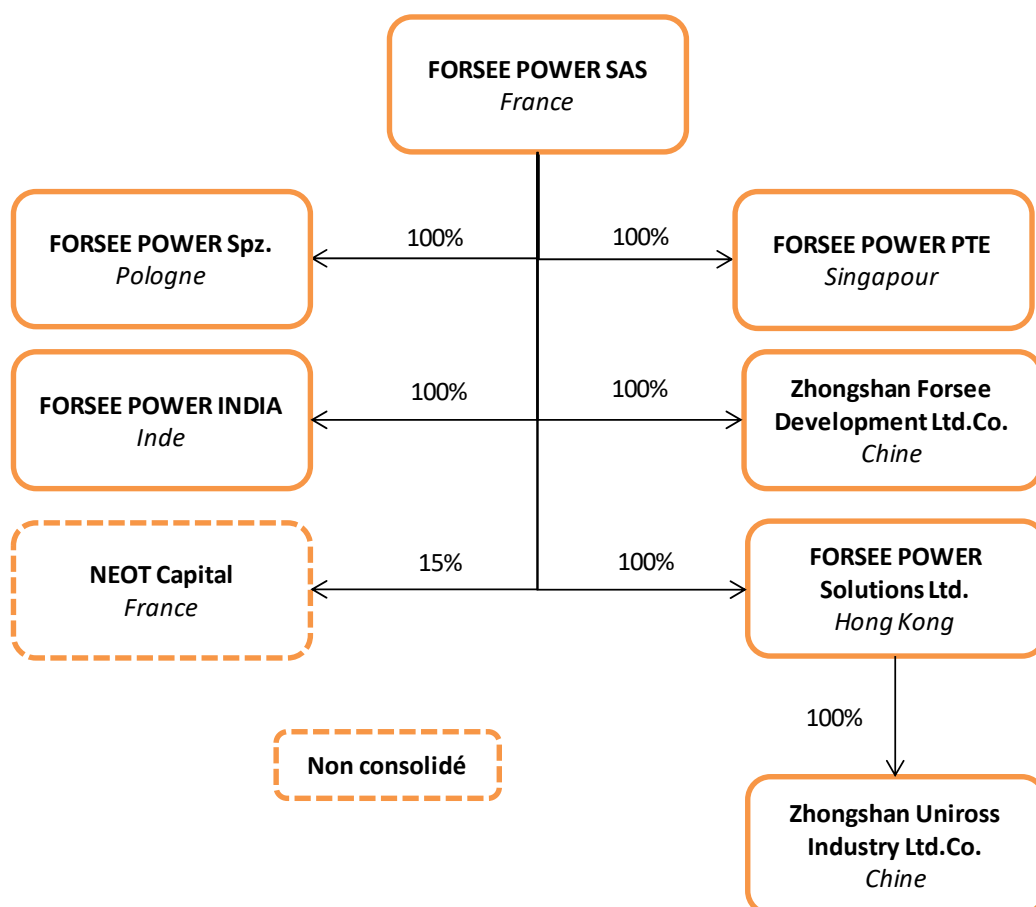 FORSEE POWER SAS
France
FORSEE POWER Spz.
Pologne
100%
100%
FORSEE POWER PTE
Singapour
FORSEE POWER INDIA
Inde
100%
100%
Zhongshan Forsee
Development Ltd.Co.
Chine
NEOT Capital
France
15%
100%
FORSEE POWER
Solutions Ltd.
Hong Kong
100%
Non consolidé
Zhongshan Uniross
Industry Ltd.Co.
Chine